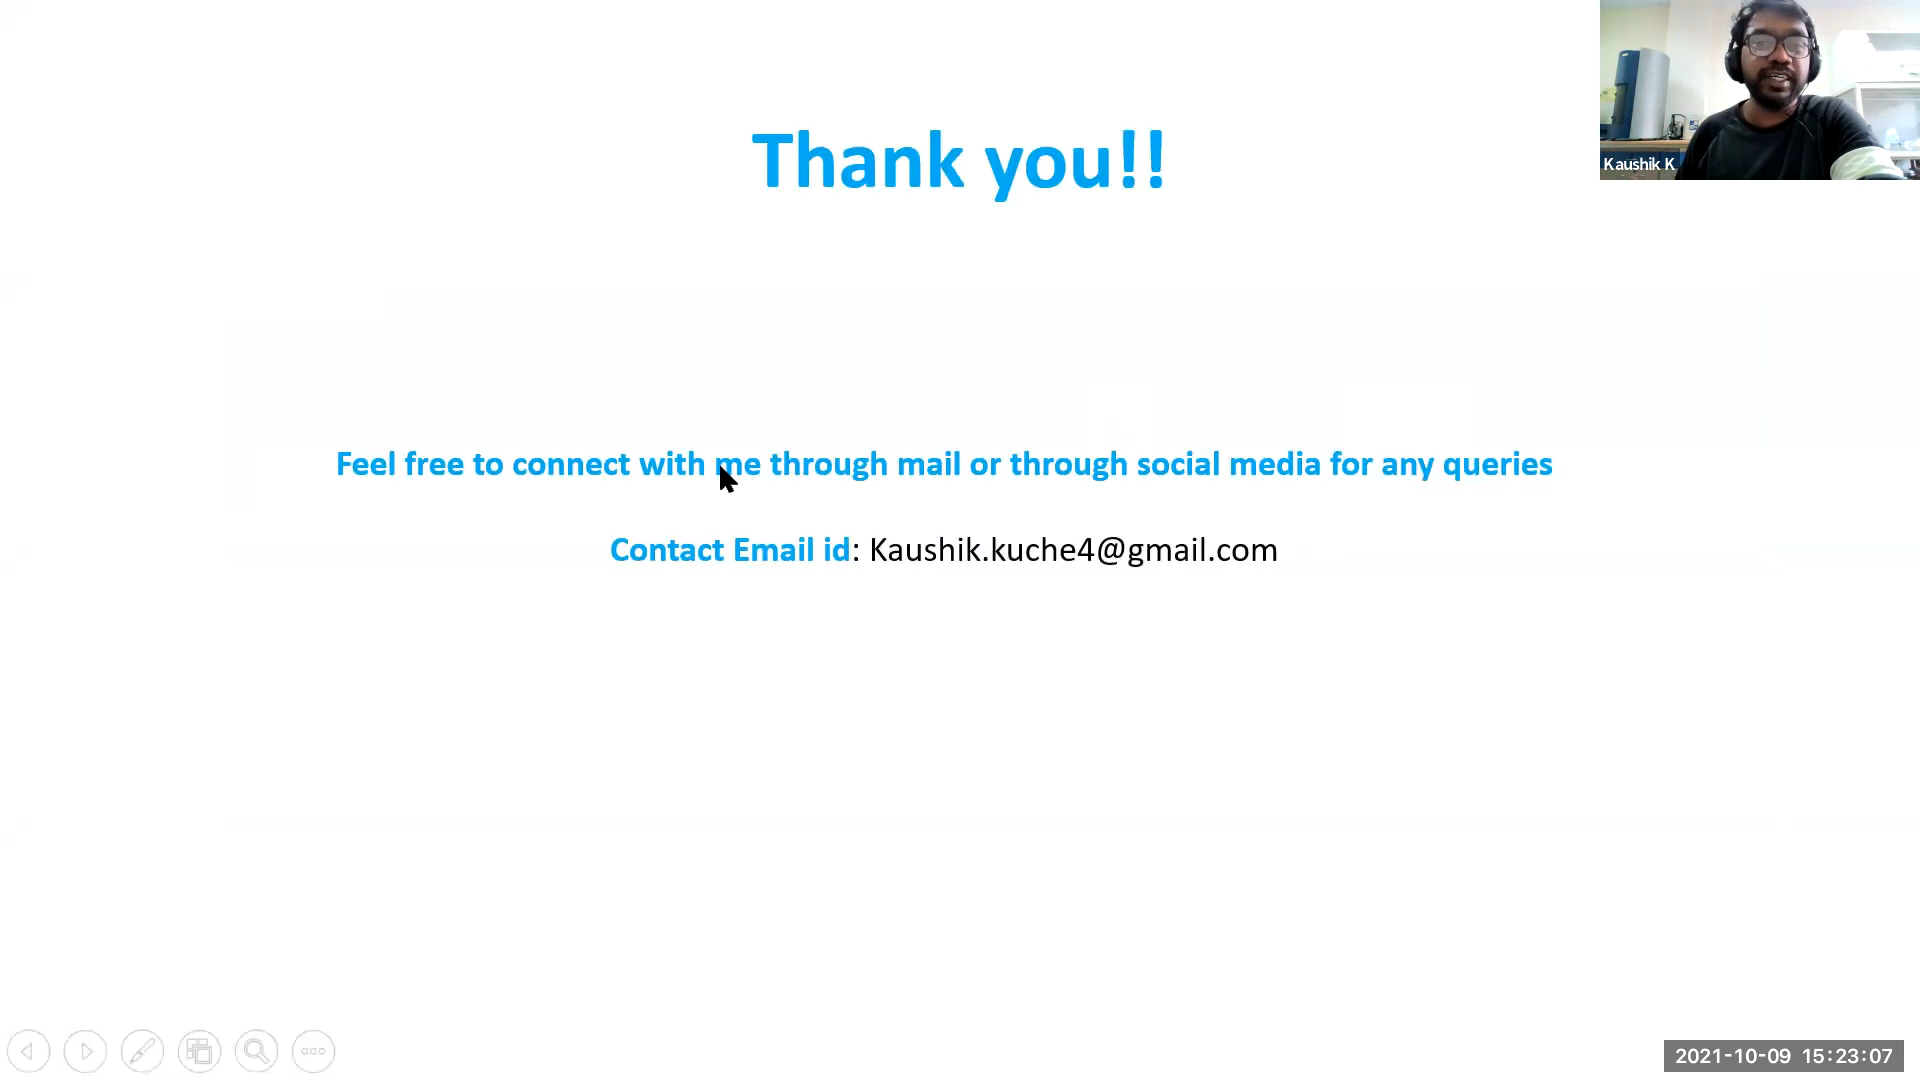 Thank you!!
Kaushik K
Feel free to connect with me through mail or through social media for any queries
Contact Email id: Kaushik.kuche4@gmail.com
2021-10-09 15:23:07